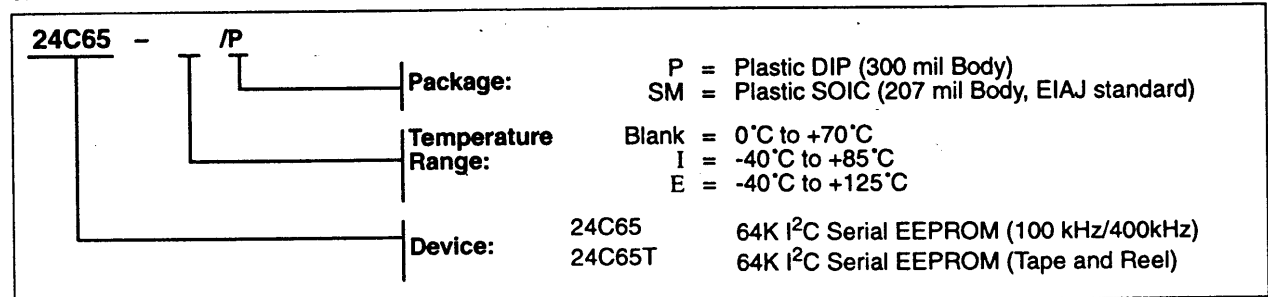 24C65 – _ /P
Package: P = Plastic DIP (300 mil Body)
SM = Plastic SOIC (207 mil Body, EIAJ standard)
Temperature Blank = 0°C to +70°C
Range: I = -40°C to +85°C
E = -40°C to +125°C
Device: 24C65 64K I²C Serial EEPROM (100 kHz/400kHz)
24C65T 64K I²C Serial EEPROM (Tape and Reel)